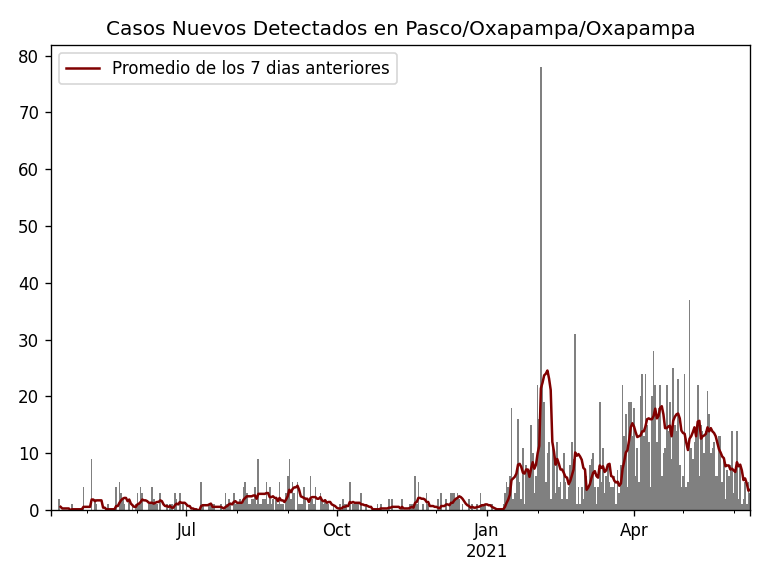 Casos Nuevos Detectados en Pasco/Oxapampa/Oxapampa
Promedio de los 7 dias anteriores
80
70
60
50
40
30
20
10
0
Jul
Oct
Jan
Apr
2021